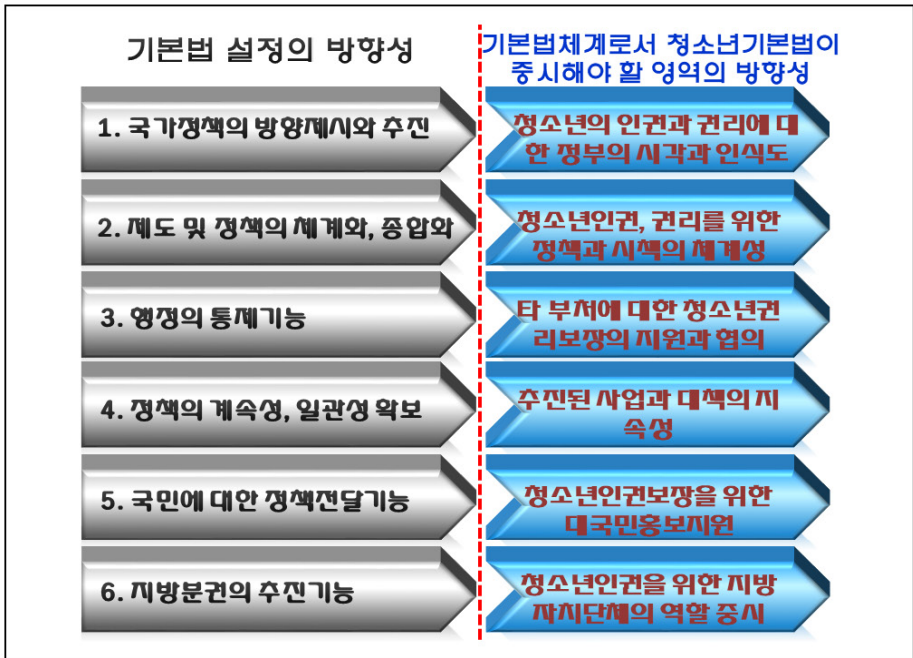 기본법 설정의 방향성
기본법체계로서 청소년기본법이
중시해야 할 영역의 방향성
1. 국가정책의 방향제시와 추진
청소년의 인권과 권리에 대
한 정부의 시각과 인식도
2. 제도 및 정책의 체계화, 종합화
청소년인권, 권리를 위한
정책과 시책의 체계성
3. 행정의 통제기능
타 부처에 대한 청소년권
리보장의 지원과 협의
4. 정책의 계속성, 일관성 확보
추진된 사업과 대책의 지
속성
5. 국민에 대한 정책전달기능
청소년인권보장을 위한
대국민홍보지원
6. 지방분권의 추진기능
청소년인권을 위한 지방
자치단체의 역할 중시